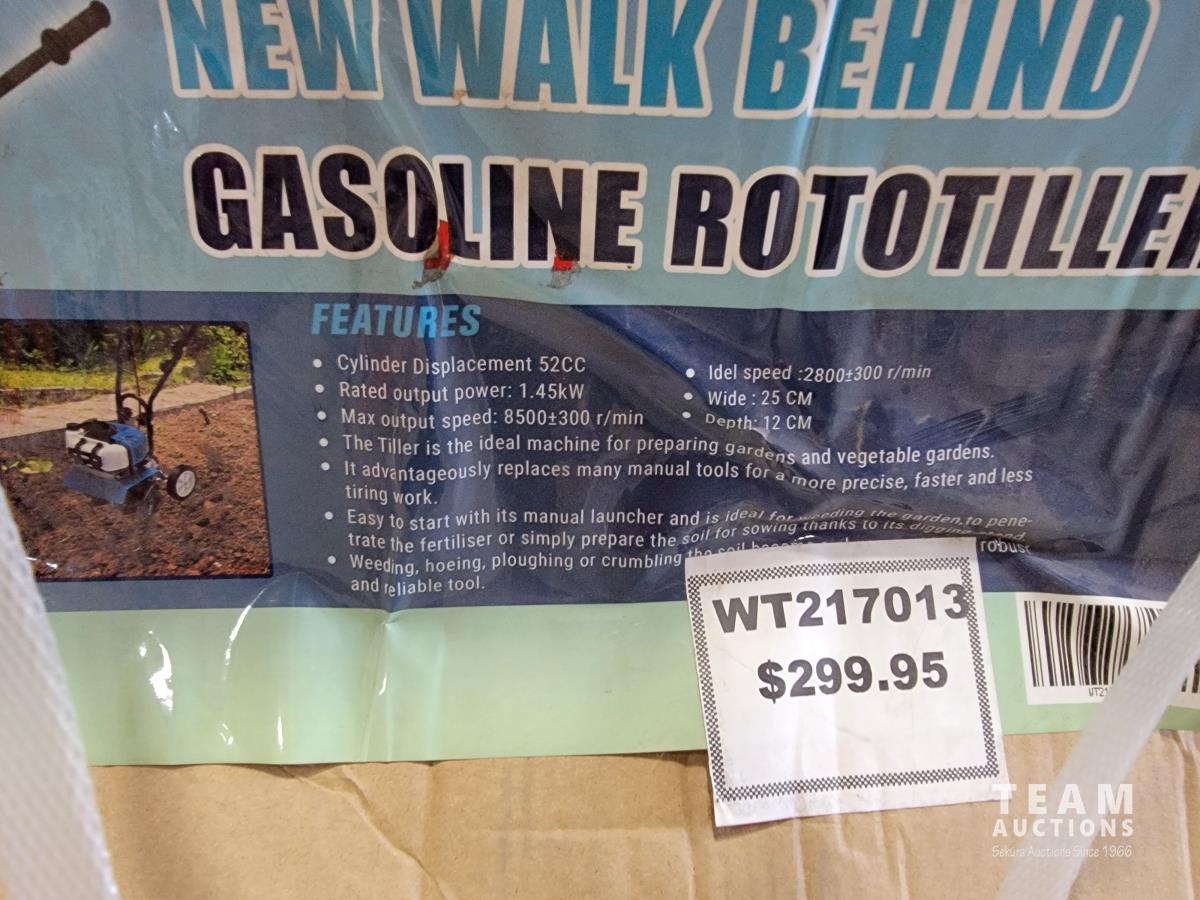 NEW WALK BEHIND
GASOLINE ROTOTILLER
FEATURES
• Cylinder Displacement 52CC
• Rated output power: 1.45kW
• Max output speed: 8500±300 r/min
• Idel speed :2800±300 r/min
• Wide : 25 CM
• Depth: 12 CM
• The Tiller is the ideal machine for preparing gardens and vegetable gardens.
• It advantageously replaces many manual tools for a more precise, faster and less
tiring work.
• Easy to start with its manual launcher and is ideal for weeding the garden,to pene-
trate the fertiliser or simply prepare the soil for sowing thanks to its digging
• Weeding, hoeing, ploughing or crumbling the soil robust
and reliable tool.
WT217013
$299.95
TEAM
AUCTIONS
Sekura Auctions Since 1966